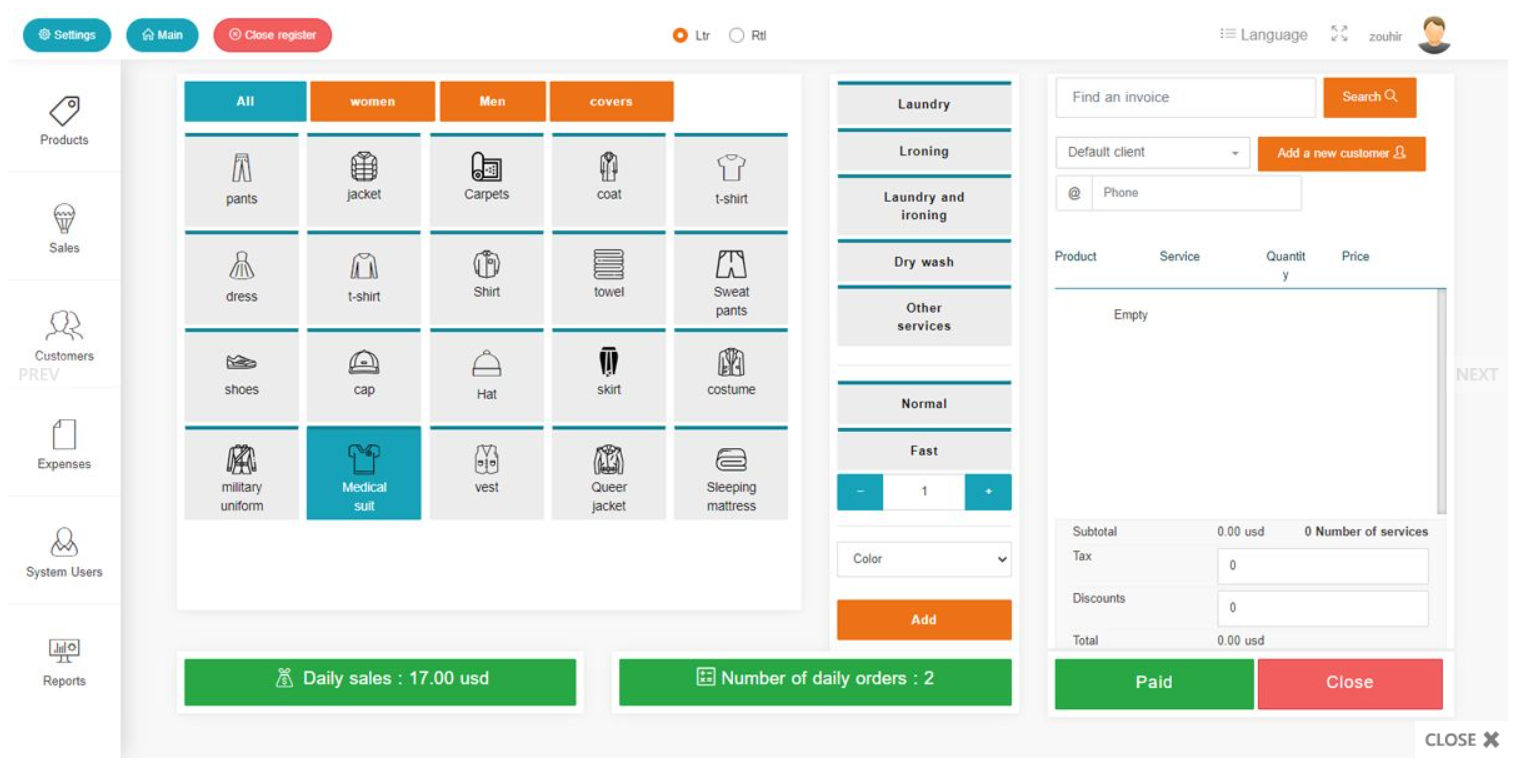 Settings
Main
Close register
Ltr
Rtl
Language
zouhir
Products
Sales
Customers
PREV
Expenses
System Users
Reports
All
women
Men
covers
pants
jacket
Carpets
coat
t-shirt
dress
t-shirt
Shirt
towel
Sweat
pants
shoes
cap
Hat
skirt
costume
military
uniform
Medical
suit
vest
Queer
jacket
Sleeping
mattress
Laundry
Lroning
Laundry and
ironing
Dry wash
Other
services
Normal
Fast
− 1 +
Color
Add
Find an invoice
Search
Default client
Add a new customer
@ Phone
Product Service Quantit Price
y
Empty
NEXT
Subtotal 0.00 usd 0 Number of services
Tax 0
Discounts 0
Total 0.00 usd
Daily sales : 17.00 usd
Number of daily orders : 2
Paid
Close
CLOSE ✖